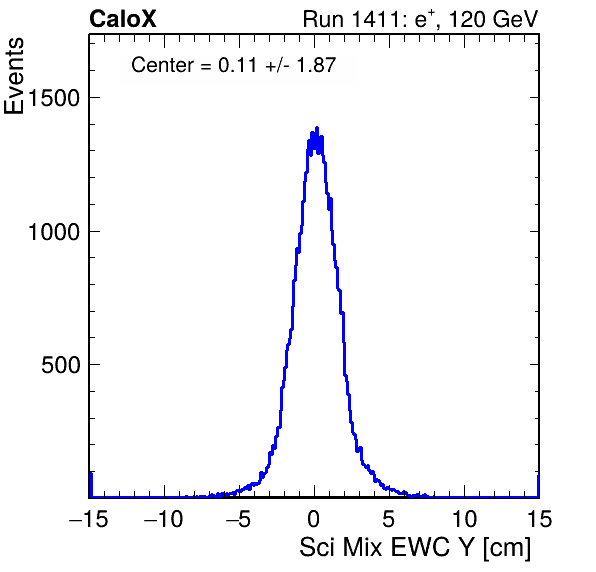 CaloX Run 1411: e⁺, 120 GeV
Events
Center = 0.11 +/- 1.87
1500
1000
500
−15 −10 −5 0 5 10 15
Sci Mix EWC Y [cm]